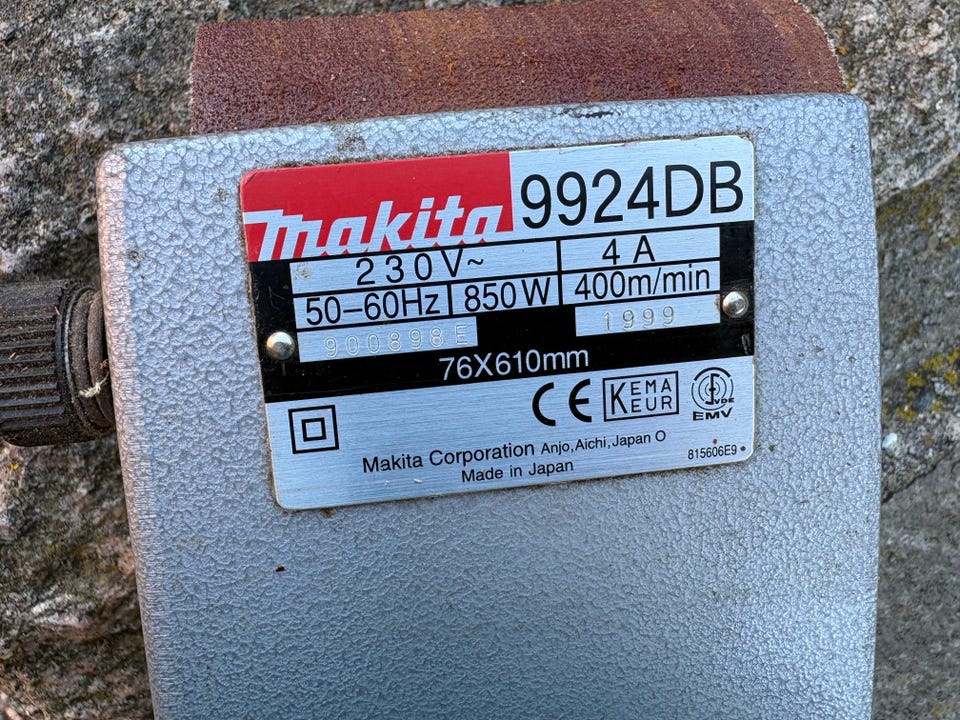 makita 9924DB
230V~ 4 A
50–60Hz 850W 400m/min
900898E 1999
76X610mm
CE KEMA KEUR VDE EMV
Makita Corporation Anjo,Aichi,Japan O
Made in Japan 815606E9